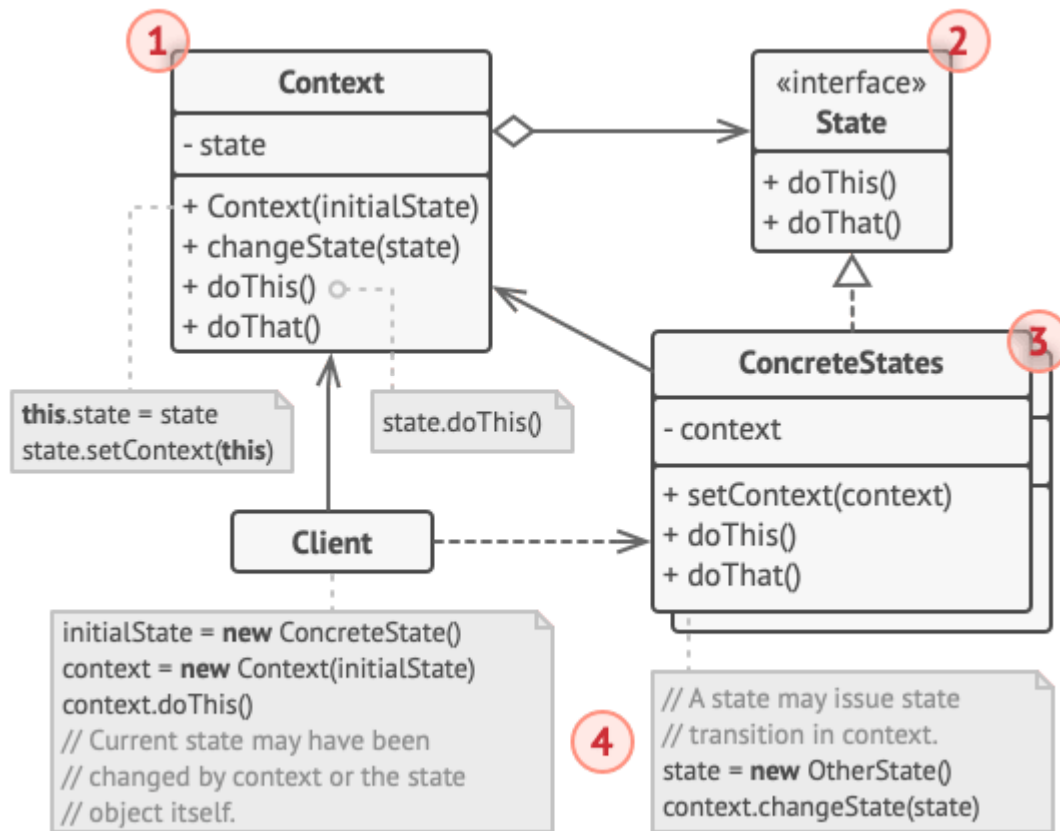 1
Context
- state
+ Context(initialState)
+ changeState(state)
+ doThis()
+ doThat()
this.state = state
state.setContext(this)
state.doThis()
2
«interface»
State
+ doThis()
+ doThat()
3
ConcreteStates
- context
+ setContext(context)
+ doThis()
+ doThat()
Client
initialState = new ConcreteState()
context = new Context(initialState)
context.doThis()
// Current state may have been
// changed by context or the state
// object itself.
4
// A state may issue state
// transition in context.
state = new OtherState()
context.changeState(state)